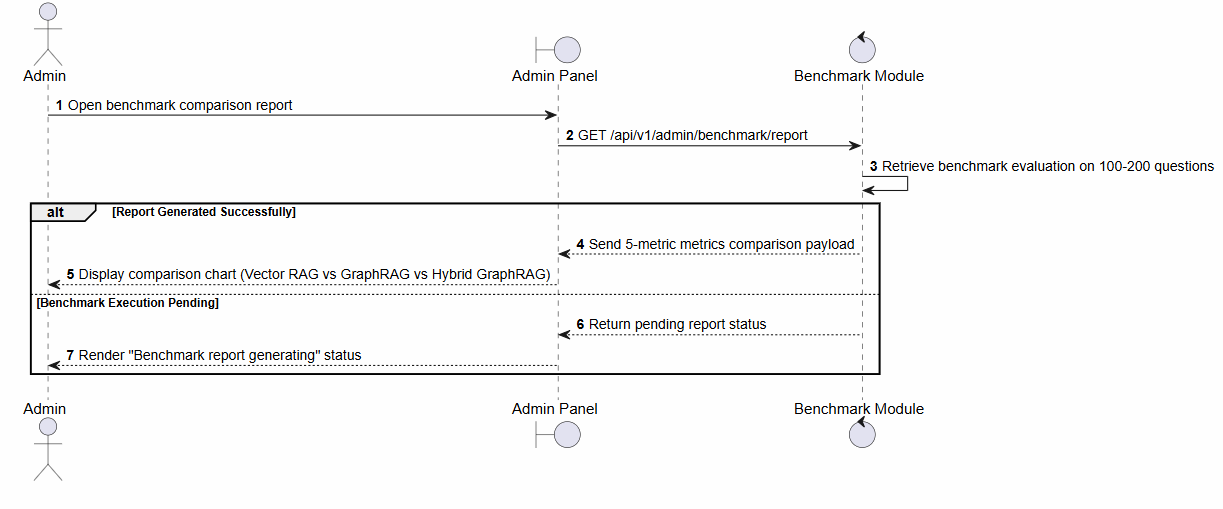 Admin Admin Panel Benchmark Module
1 Open benchmark comparison report
2 GET /api/v1/admin/benchmark/report
3 Retrieve benchmark evaluation on 100-200 questions
alt [Report Generated Successfully]
4 Send 5-metric metrics comparison payload
5 Display comparison chart (Vector RAG vs GraphRAG vs Hybrid GraphRAG)
[Benchmark Execution Pending]
6 Return pending report status
7 Render "Benchmark report generating" status
Admin Admin Panel Benchmark Module